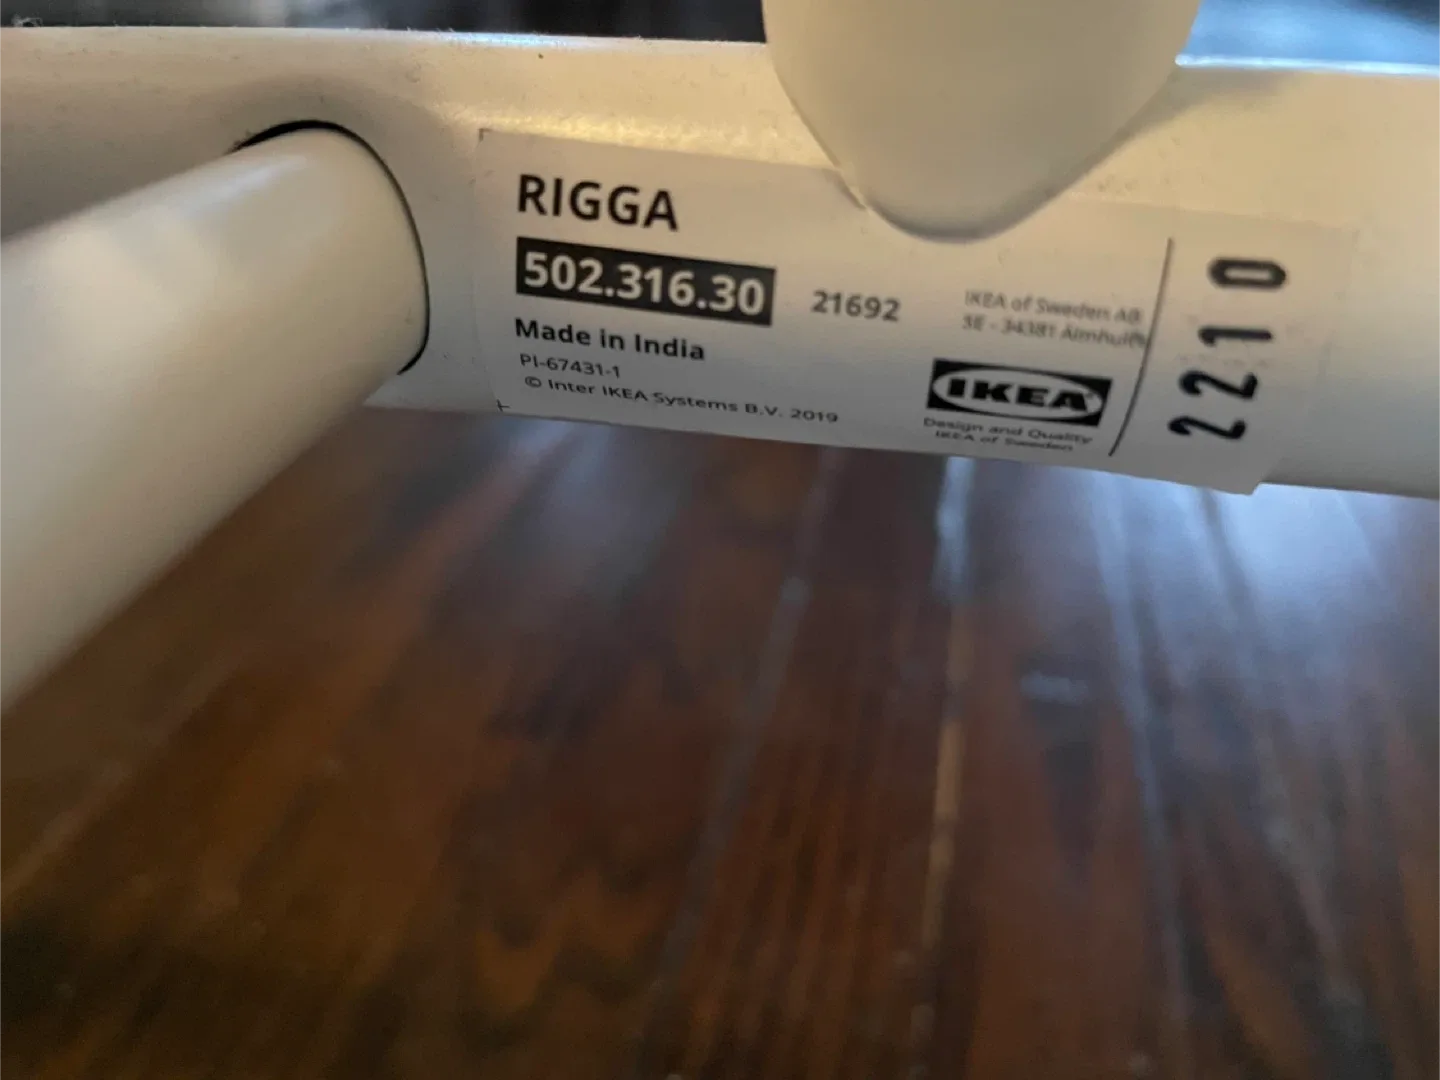 RIGGA
502.316.30
21692
Made in India
PI-67431-1
© Inter IKEA Systems B.V. 2019
IKEA of Sweden AB
SE - 34381 Älmhult
IKEA
Design and Quality
IKEA of Sweden
2210